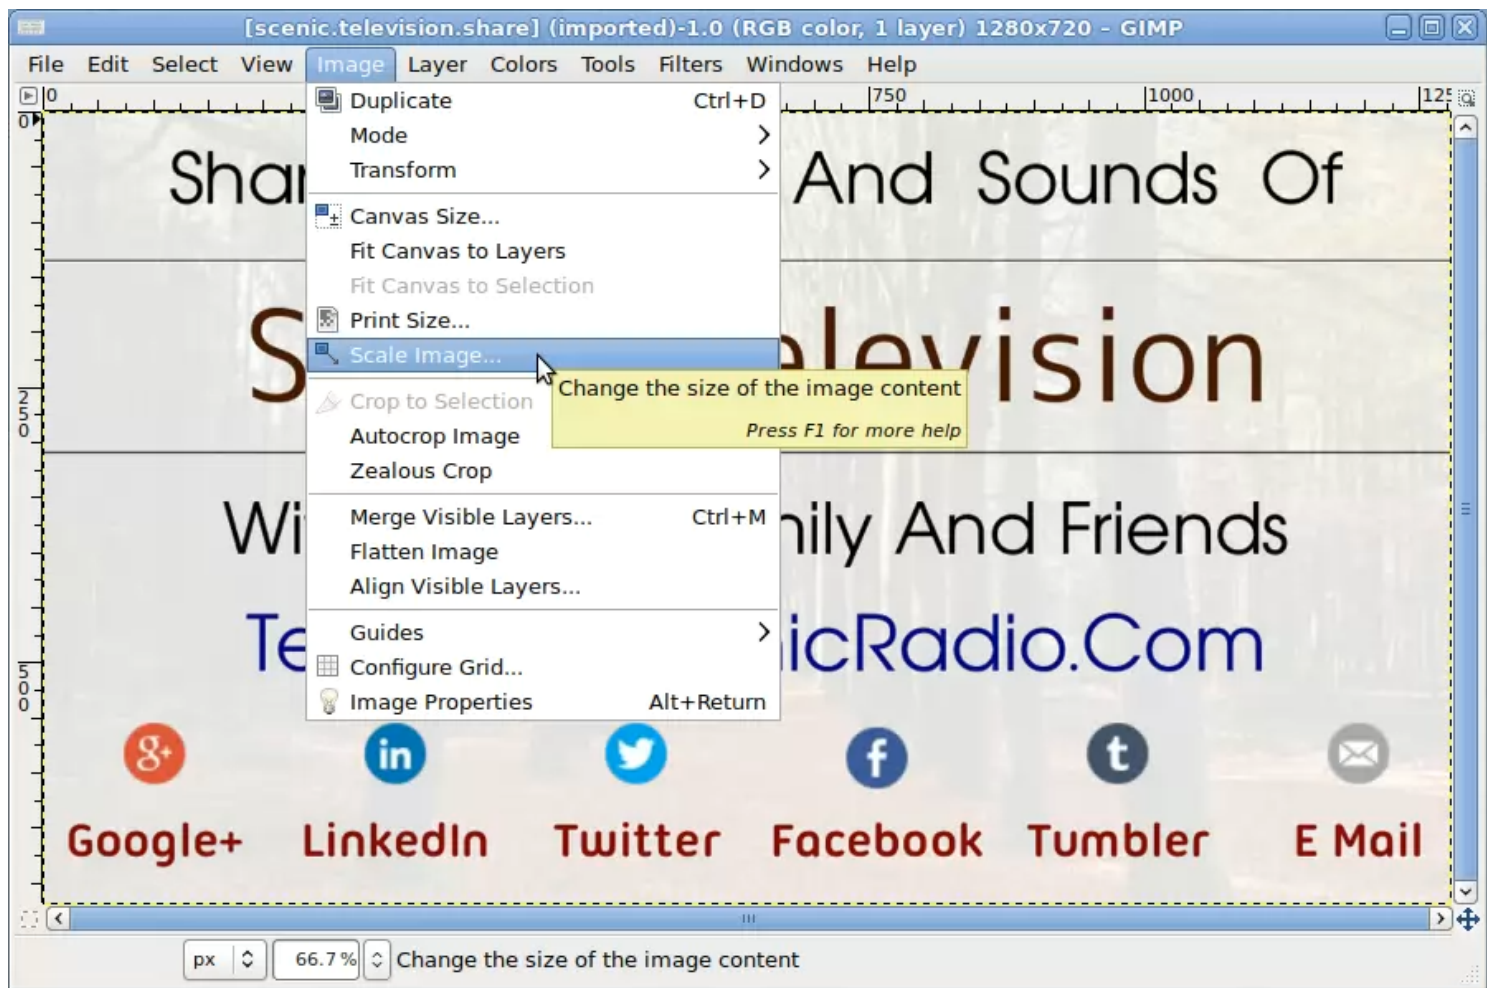 [scenic.television.share] (imported)-1.0 (RGB color, 1 layer) 1280x720 – GIMP
File Edit Select View Image Layer Colors Tools Filters Windows Help
0 750 1000 125
0
250
500
Duplicate Ctrl+D
Mode
Transform
Canvas Size...
Fit Canvas to Layers
Fit Canvas to Selection
Print Size...
Scale Image...
Crop to Selection
Autocrop Image
Zealous Crop
Merge Visible Layers... Ctrl+M
Flatten Image
Align Visible Layers...
Guides
Configure Grid...
Image Properties Alt+Return
Change the size of the image content
Press F1 for more help
Shar And Sounds Of
S elevision
Wi ily And Friends
Te icRadio.Com
g+ in f t
Google+ LinkedIn Twitter Facebook Tumbler E Mail
px 66.7 % Change the size of the image content